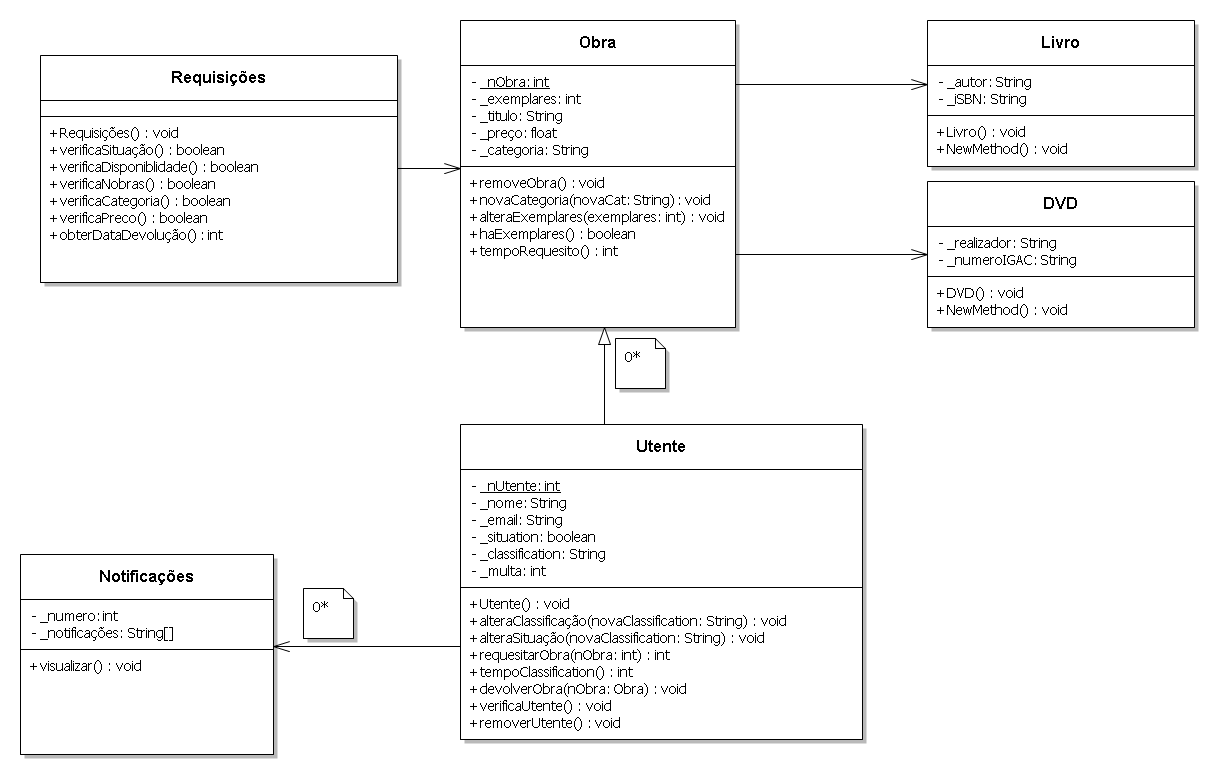 Requisições
+Requisições() : void
+verificaSituação() : boolean
+verificaDisponiblidade() : boolean
+verificaNobras() : boolean
+verificaCategoria() : boolean
+verificaPreco() : boolean
+obterDataDevolução() : int
Obra
- _nObra: int
- _exemplares: int
- _titulo: String
- _preço: float
- _categoria: String
+removeObra() : void
+novaCategoria(novaCat: String) : void
+alteraExemplares(exemplares: int) : void
+haExemplares() : boolean
+tempoRequesito() : int
Livro
- _autor: String
- _iSBN: String
+Livro() : void
+NewMethod() : void
DVD
- _realizador: String
- _numeroIGAC: String
+DVD() : void
+NewMethod() : void
0*
Utente
- _nUtente: int
- _nome: String
- _email: String
- _situation: boolean
- _classification: String
- _multa: int
+Utente() : void
+alteraClassificação(novaClassification: String) : void
+alteraSituação(novaClassification: String) : void
+requesitarObra(nObra: int) : int
+tempoClassification() : int
+devolverObra(nObra: Obra) : void
+verificaUtente() : void
+removerUtente() : void
Notificações
- _numero: int
- _notificações: String[]
+visualizar() : void
0*